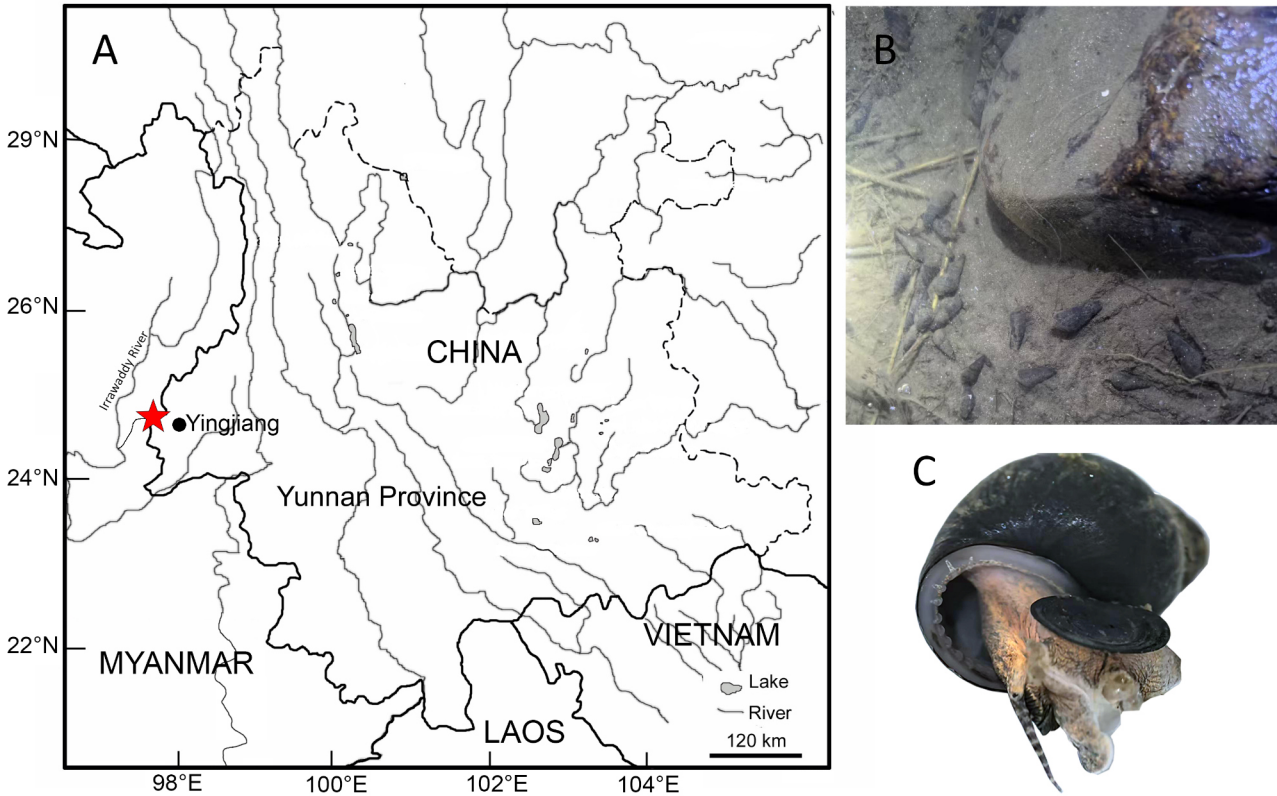 A
B
29°N
26°N
Irrawaddy River
CHINA
Yingjiang
24°N
C
Yunnan Province
22°N
MYANMAR
VIETNAM
Lake
River
LAOS
120 km
98°E
100°E
102°E
104°E